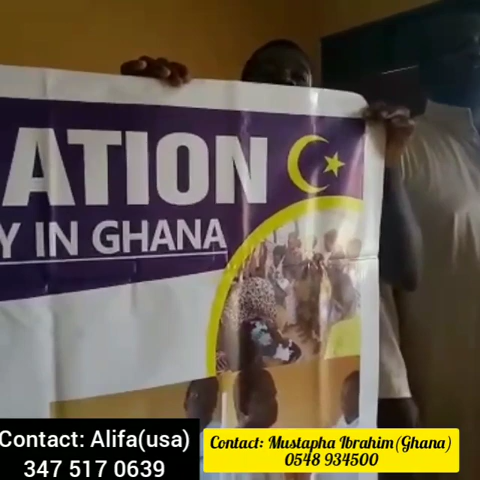 ATION
Y IN GHANA
Contact: Alifa(usa)
347 517 0639
Contact: Mustapha Ibrahim(Ghana)
0548 934500